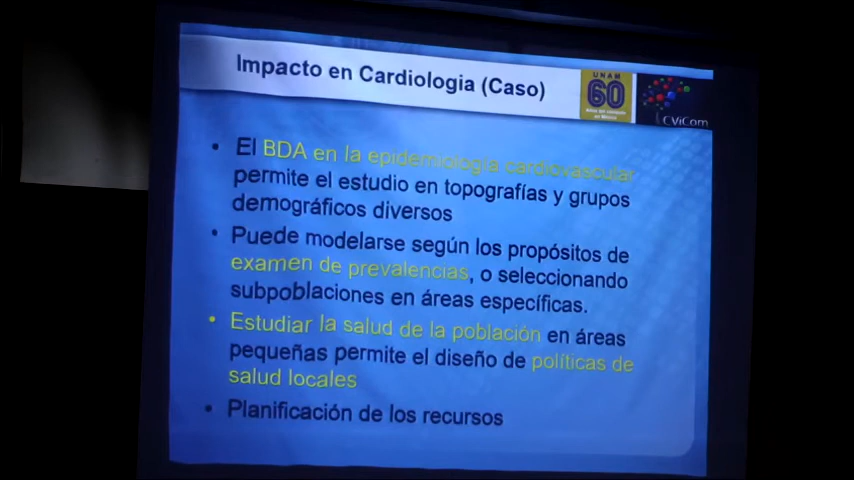 Impacto en Cardiologia (Caso)
UNAM
60
CViCom
• El BDA en la epidemiología cardiovascular
permite el estudio en topografías y grupos
demográficos diversos
• Puede modelarse según los propósitos de
examen de prevalencias, o seleccionando
subpoblaciones en áreas específicas.
• Estudiar la salud de la población en áreas
pequeñas permite el diseño de políticas de
salud locales
• Planificación de los recursos